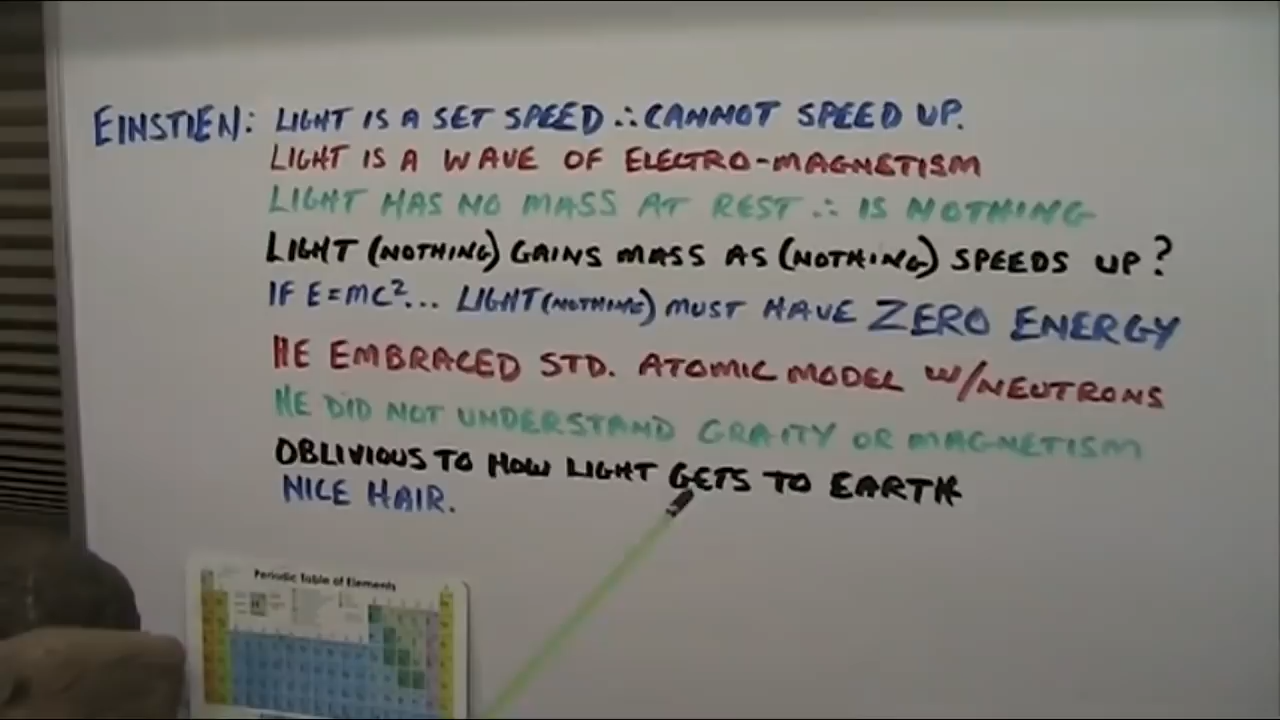 EINSTIEN: LIGHT IS A SET SPEED ∴ CANNOT SPEED UP.
LIGHT IS A WAVE OF ELECTRO-MAGNETISM
LIGHT HAS NO MASS AT REST ∴ IS NOTHING
LIGHT (NOTHING) GAINS MASS AS (NOTHING) SPEEDS UP?
IF E=MC²... LIGHT (NOTHING) MUST HAVE ZERO ENERGY
HE EMBRACED STD. ATOMIC MODEL W/NEUTRONS
HE DID NOT UNDERSTAND GRAITY OR MAGNETISM
OBLIVIOUS TO HOW LIGHT GETS TO EARTH
NICE HAIR.
Periodic Table of Elements